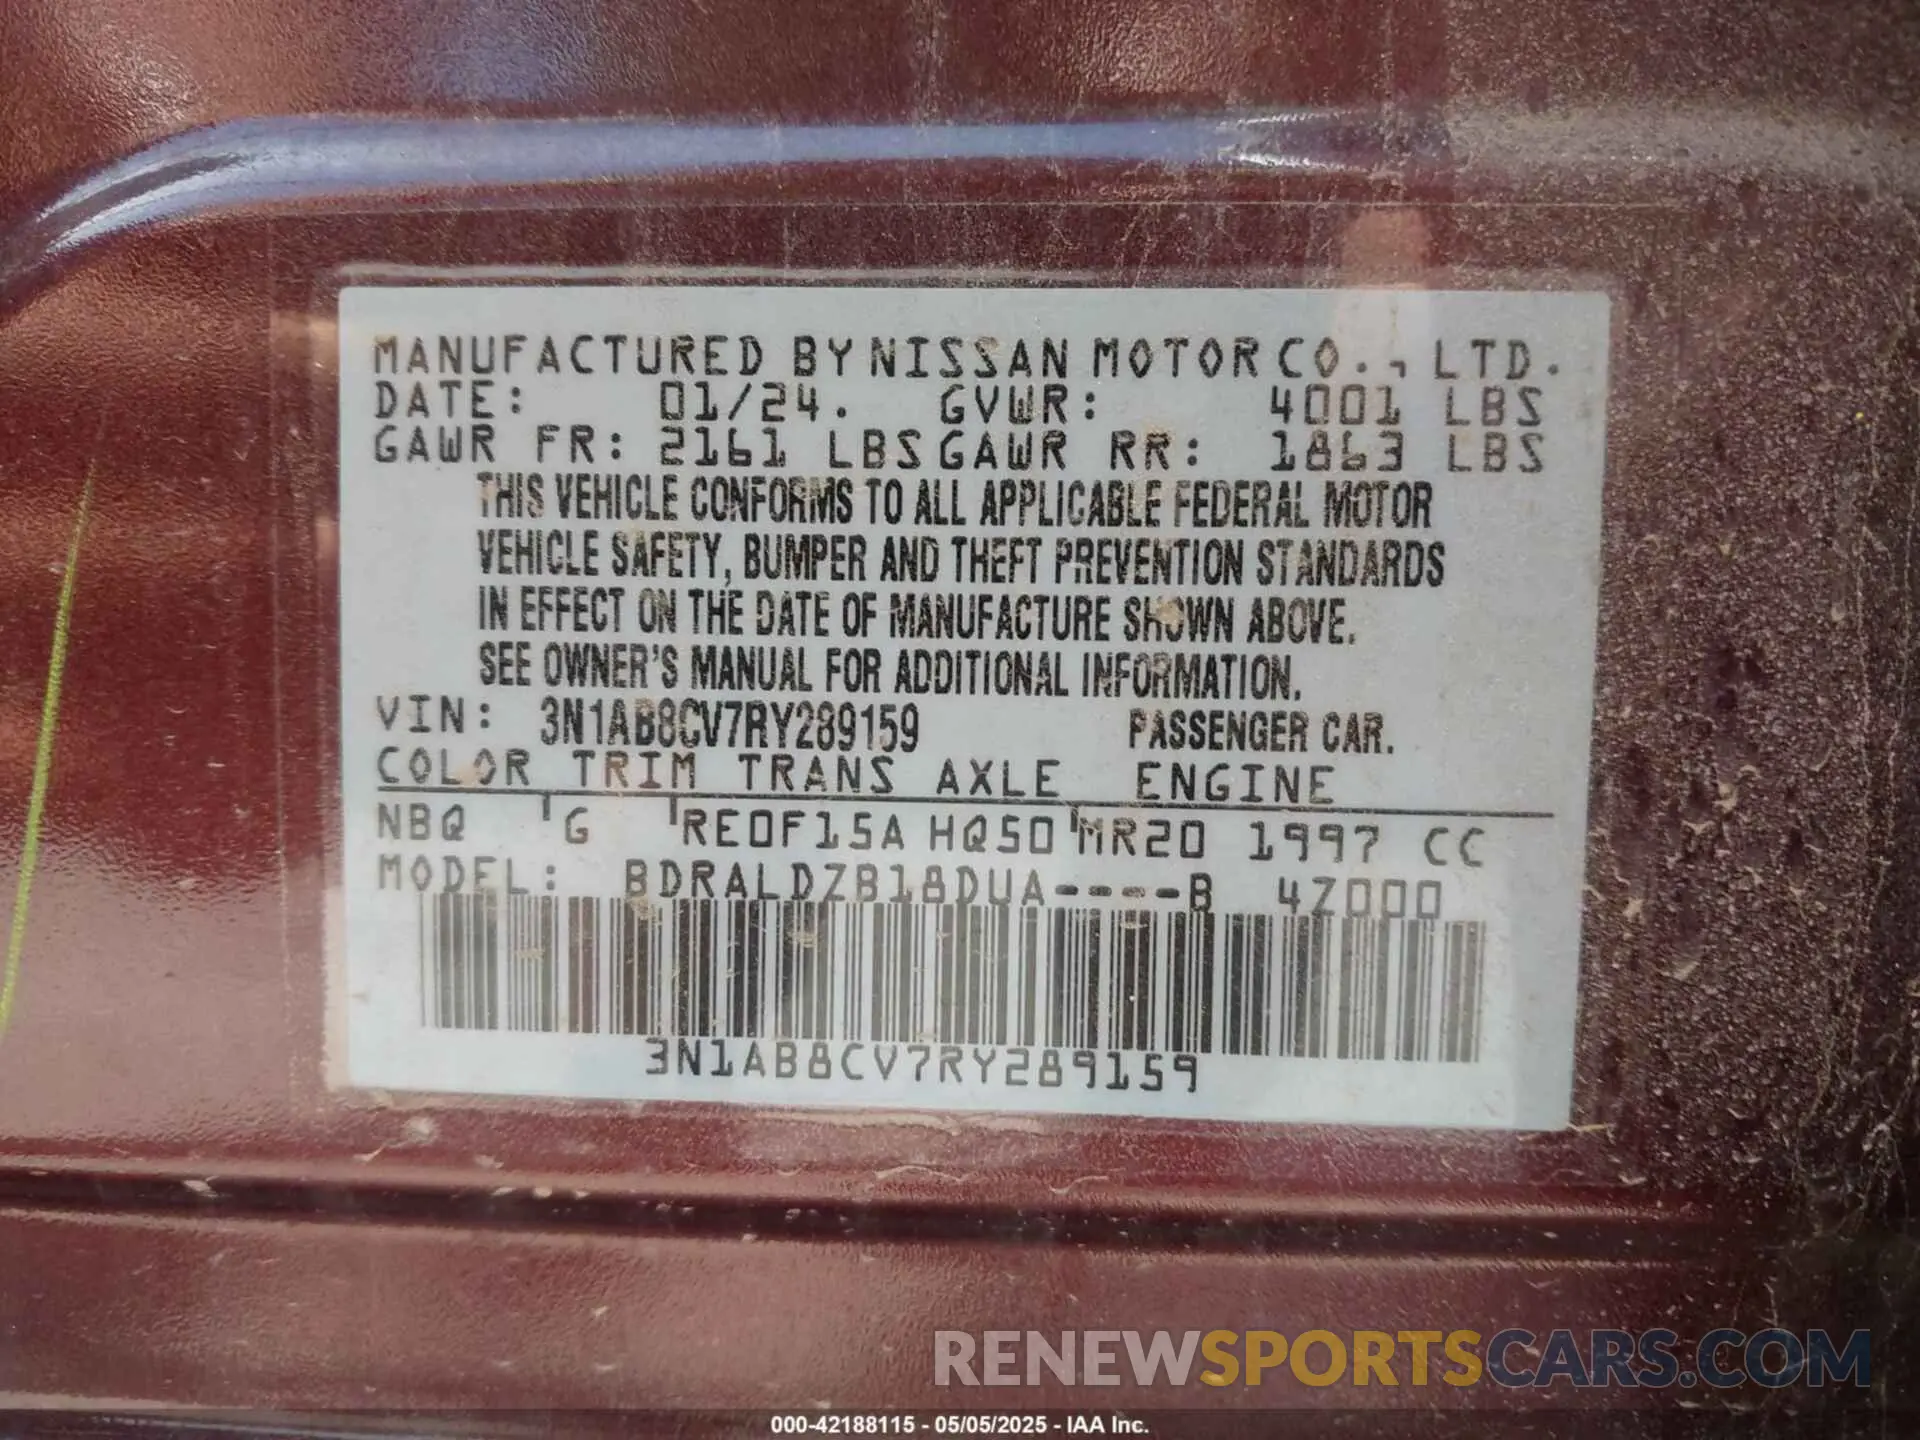 MANUFACTURED BY NISSAN MOTOR CO., LTD.
DATE: 01/24. GVWR: 4001 LBS
GAWR FR: 2161 LBS GAWR RR: 1863 LBS
THIS VEHICLE CONFORMS TO ALL APPLICABLE FEDERAL MOTOR
VEHICLE SAFETY, BUMPER AND THEFT PREVENTION STANDARDS
IN EFFECT ON THE DATE OF MANUFACTURE SHOWN ABOVE.
SEE OWNER'S MANUAL FOR ADDITIONAL INFORMATION.
VIN: 3N1AB8CV7RY289159 PASSENGER CAR.
COLOR TRIM TRANS AXLE ENGINE
NBQ G RE0F15A HQ50 MR20 1997 CC
MODEL: BDRALDZB18DUA----B 4Z000
3N1AB8CV7RY289159
RENEWSPORTSCARS.COM
000-42188115 - 05/05/2025 - IAA Inc.